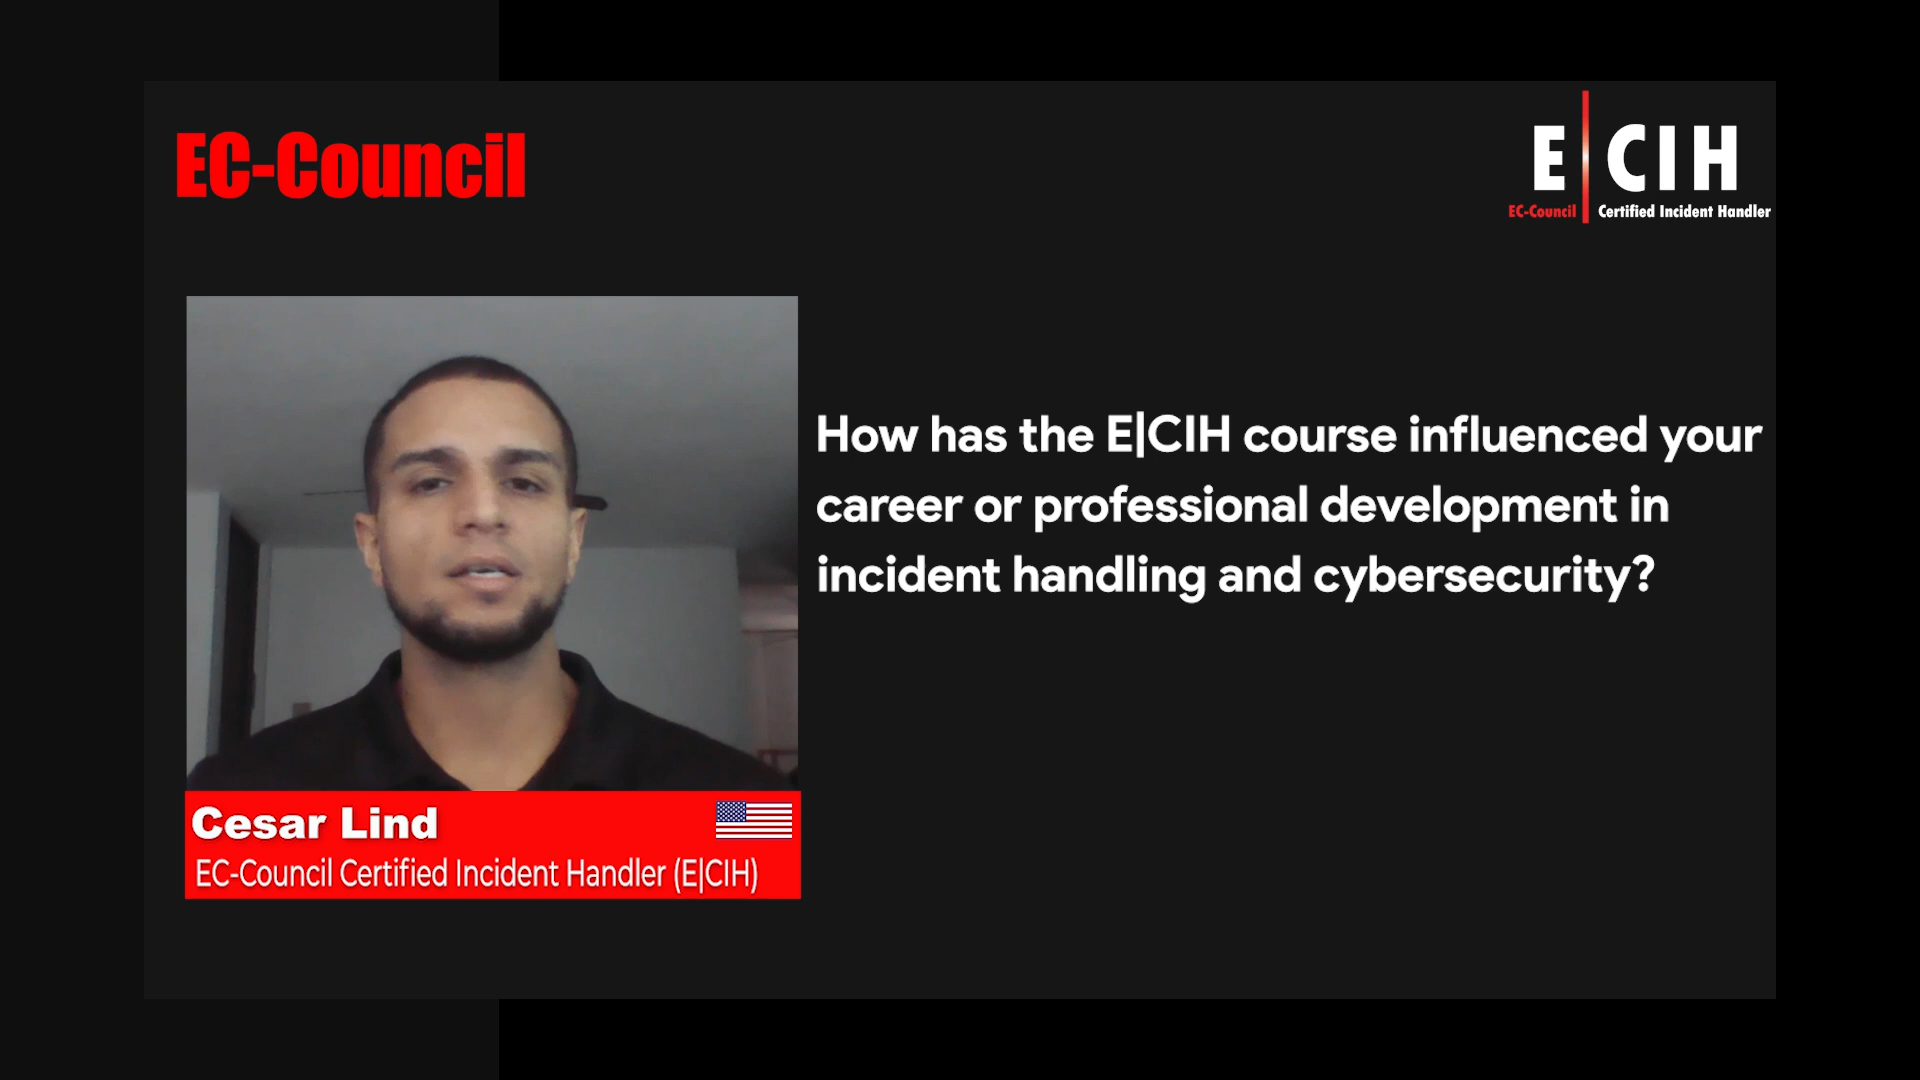 EC-Council
E|CIH
EC-Council Certified Incident Handler
How has the E|CIH course influenced your
career or professional development in
incident handling and cybersecurity?
Cesar Lind
EC-Council Certified Incident Handler (E|CIH)